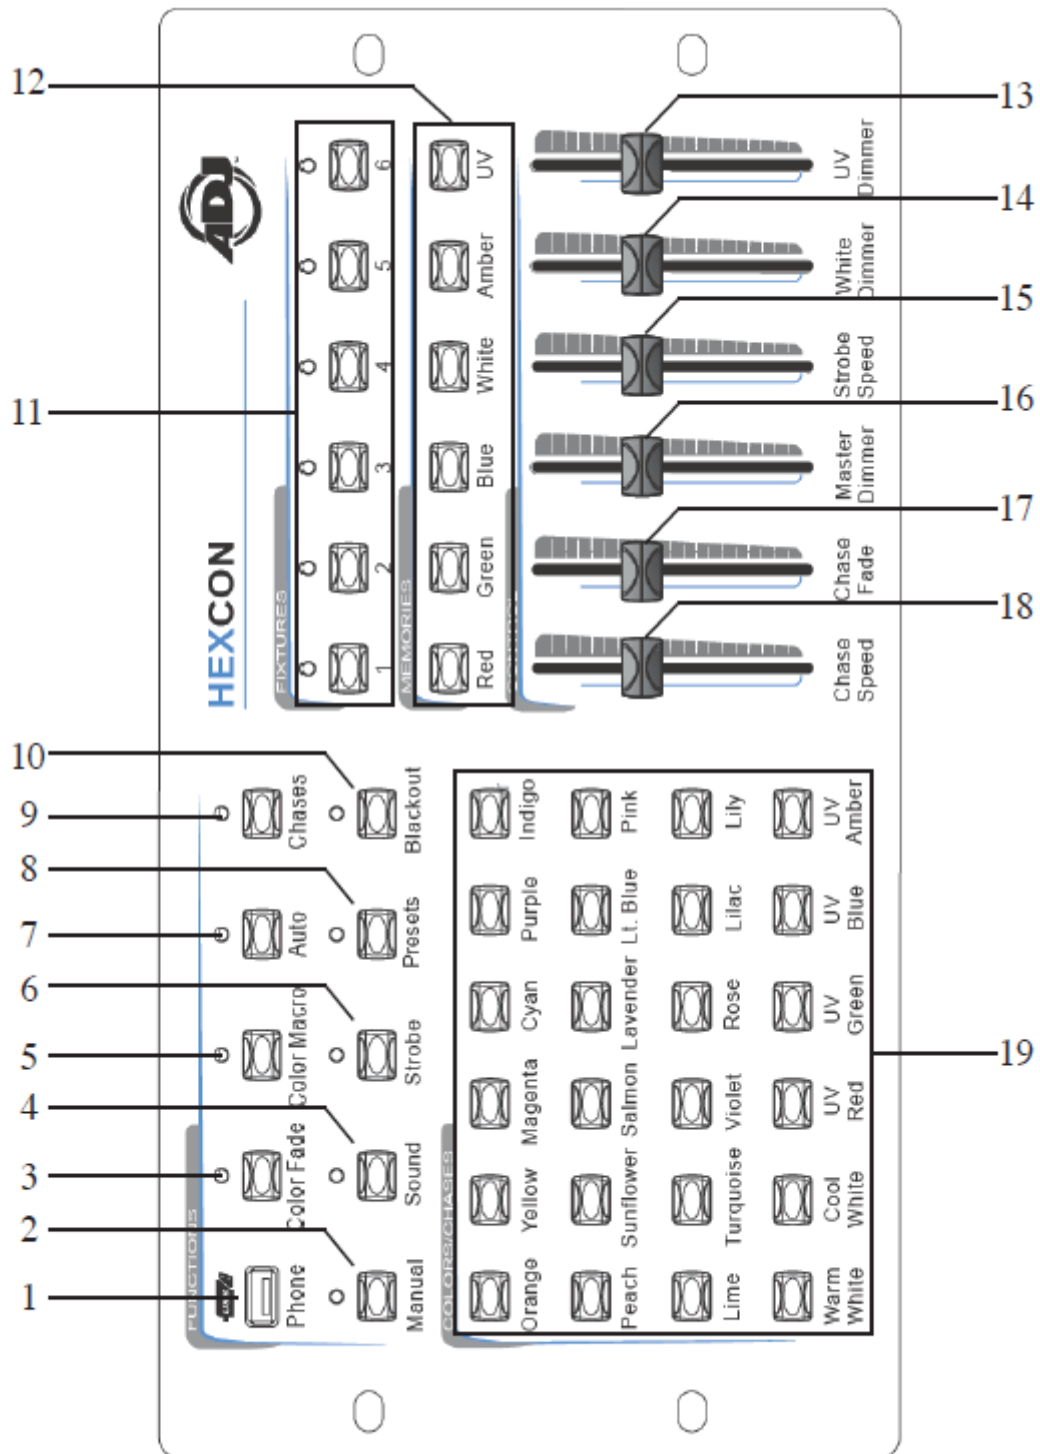 ADJ
HEXCON
FUNCTIONS
Phone
Color Fade
Color Macro
Auto
Chases
Manual
Sound
Strobe
Presets
Blackout
COLORS/CHASES
Orange
Yellow
Magenta
Cyan
Purple
Indigo
Peach
Sunflower
Salmon
Lavender
Lt. Blue
Pink
Lime
Turquoise
Violet
Rose
Lilac
Lily
Warm
White
Cool
White
UV
Red
UV
Green
UV
Blue
UV
Amber
FIXTURES
1
2
3
4
5
6
MEMORIES
Red
Green
Blue
White
Amber
UV
Chase
Speed
Chase
Fade
Master
Dimmer
Strobe
Speed
White
Dimmer
UV
Dimmer
1
2
3
4
5
6
7
8
9
10
11
12
13
14
15
16
17
18
19